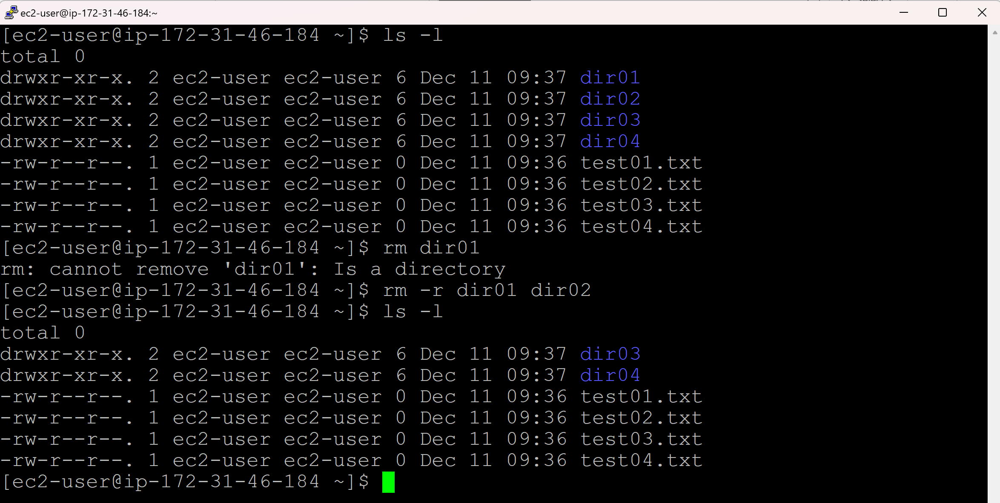 ec2-user@ip-172-31-46-184:~
[ec2-user@ip-172-31-46-184 ~]$ ls -l
total 0
drwxr-xr-x. 2 ec2-user ec2-user 6 Dec 11 09:37 dir01
drwxr-xr-x. 2 ec2-user ec2-user 6 Dec 11 09:37 dir02
drwxr-xr-x. 2 ec2-user ec2-user 6 Dec 11 09:37 dir03
drwxr-xr-x. 2 ec2-user ec2-user 6 Dec 11 09:37 dir04
-rw-r--r--. 1 ec2-user ec2-user 0 Dec 11 09:36 test01.txt
-rw-r--r--. 1 ec2-user ec2-user 0 Dec 11 09:36 test02.txt
-rw-r--r--. 1 ec2-user ec2-user 0 Dec 11 09:36 test03.txt
-rw-r--r--. 1 ec2-user ec2-user 0 Dec 11 09:36 test04.txt
[ec2-user@ip-172-31-46-184 ~]$ rm dir01
rm: cannot remove 'dir01': Is a directory
[ec2-user@ip-172-31-46-184 ~]$ rm -r dir01 dir02
[ec2-user@ip-172-31-46-184 ~]$ ls -l
total 0
drwxr-xr-x. 2 ec2-user ec2-user 6 Dec 11 09:37 dir03
drwxr-xr-x. 2 ec2-user ec2-user 6 Dec 11 09:37 dir04
-rw-r--r--. 1 ec2-user ec2-user 0 Dec 11 09:36 test01.txt
-rw-r--r--. 1 ec2-user ec2-user 0 Dec 11 09:36 test02.txt
-rw-r--r--. 1 ec2-user ec2-user 0 Dec 11 09:36 test03.txt
-rw-r--r--. 1 ec2-user ec2-user 0 Dec 11 09:36 test04.txt
[ec2-user@ip-172-31-46-184 ~]$